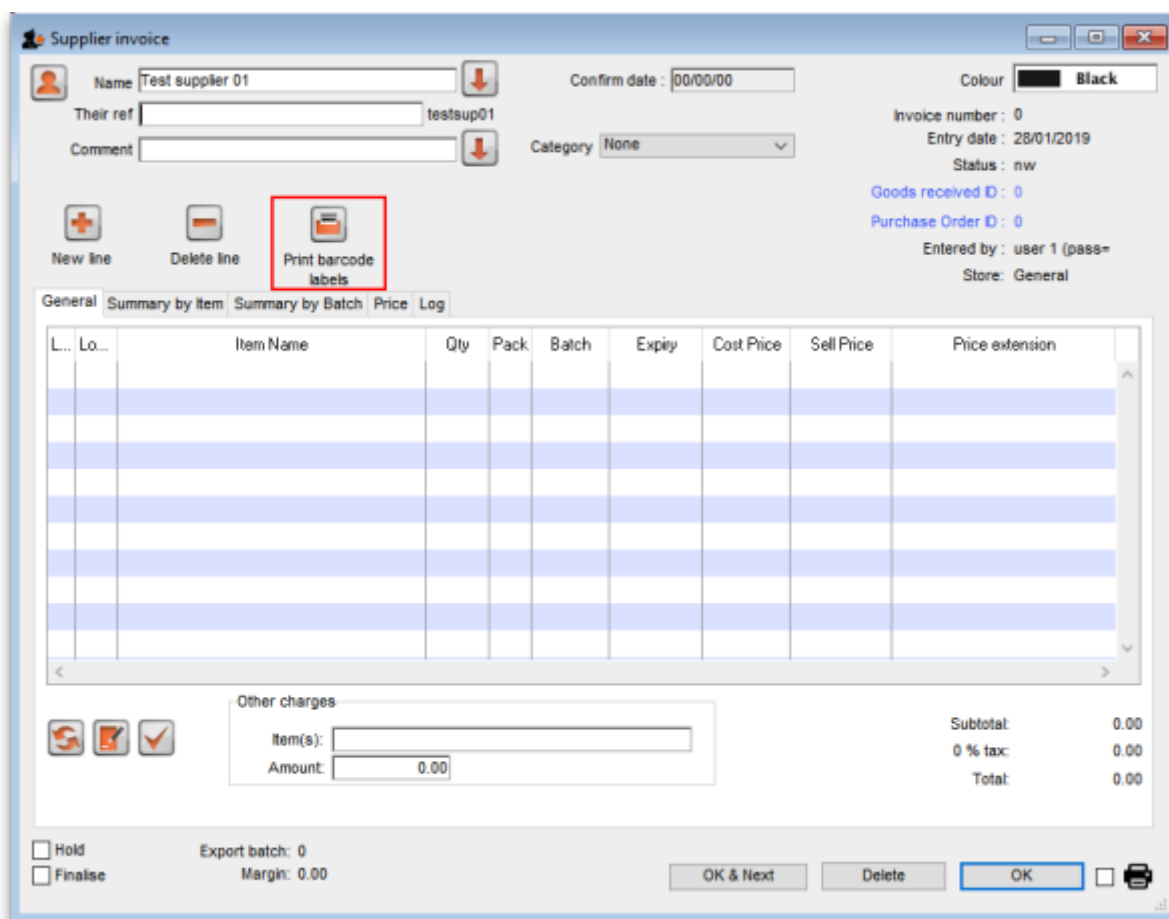 Supplier invoice
Name Test supplier 01 Confirm date : 00/00/00 Colour Black
Their ref testsup01 Invoice number : 0
Comment Category None Entry date : 28/01/2019
Status : nw
Goods received ID : 0
Purchase Order ID : 0
Entered by : user 1 (pass=
Store: General
New line Delete line Print barcode
labels
General Summary by Item Summary by Batch Price Log
L... Lo... Item Name Qty Pack Batch Expiry Cost Price Sell Price Price extension
Other charges
Item(s):
Amount: 0.00
Subtotal: 0.00
0 % tax: 0.00
Total: 0.00
Hold Export batch: 0
Finalise Margin: 0.00
OK & Next Delete OK